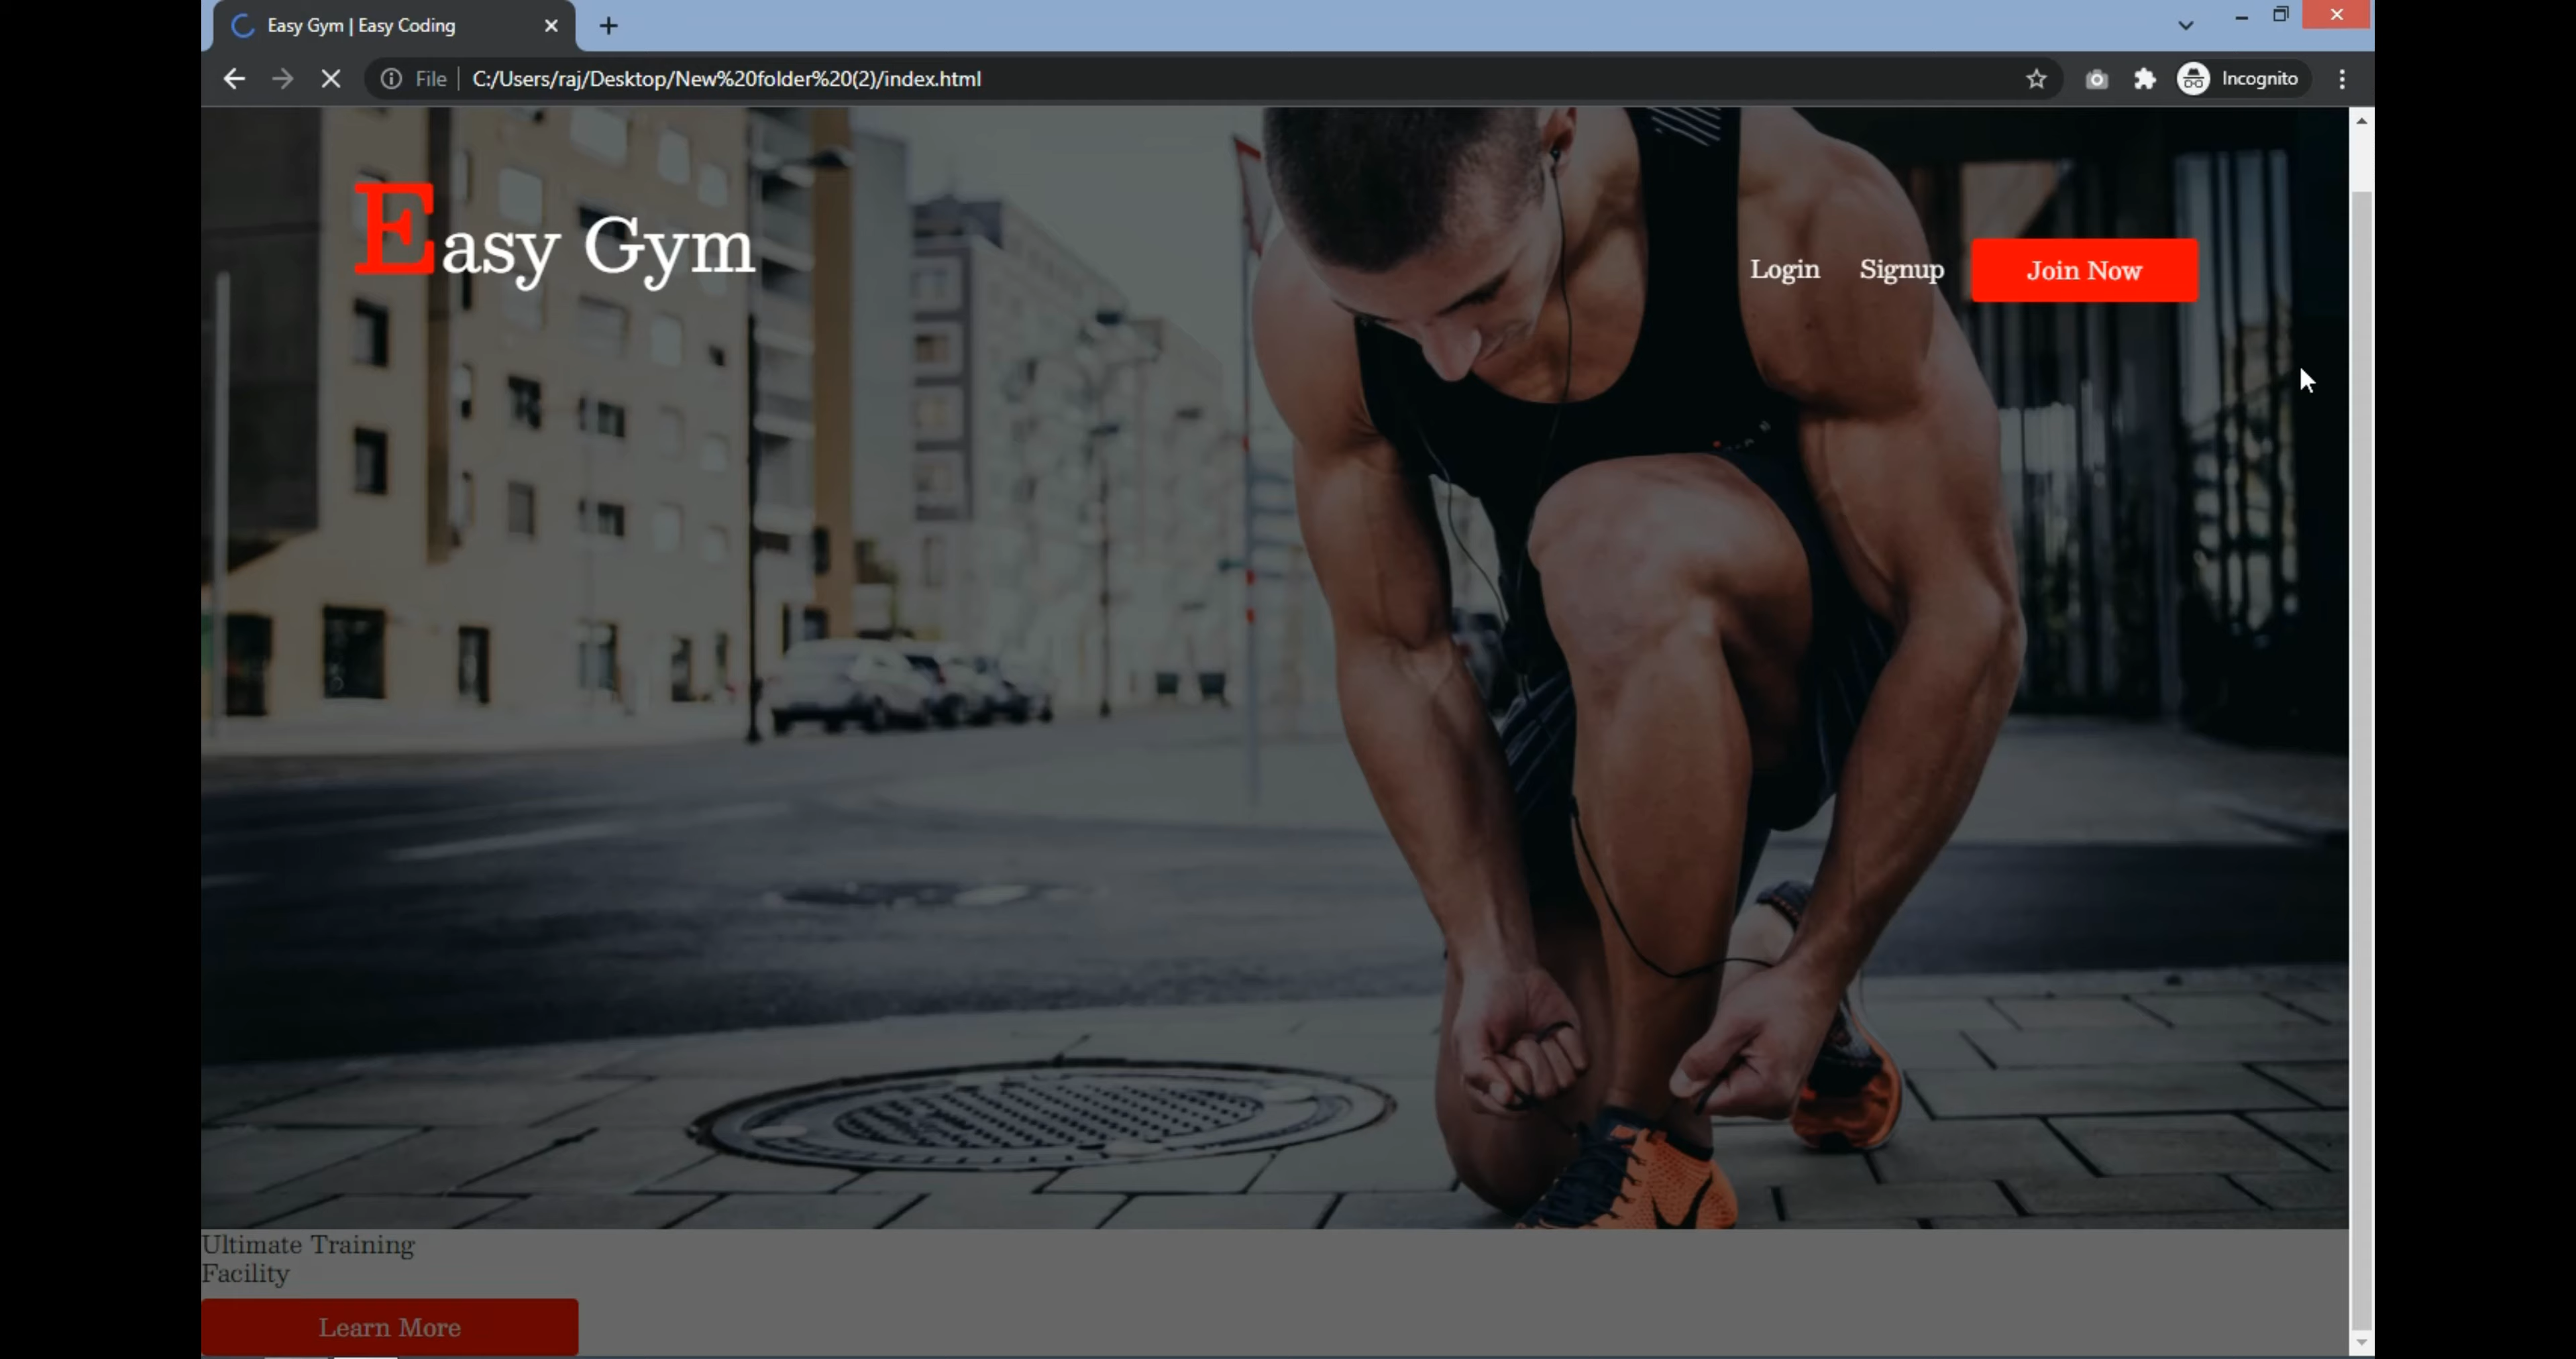 Easy Gym | Easy Coding
File C:/Users/raj/Desktop/New%20folder%20(2)/index.html
Incognito
Easy Gym
Login Signup Join Now
Ultimate Training
Facility
Learn More